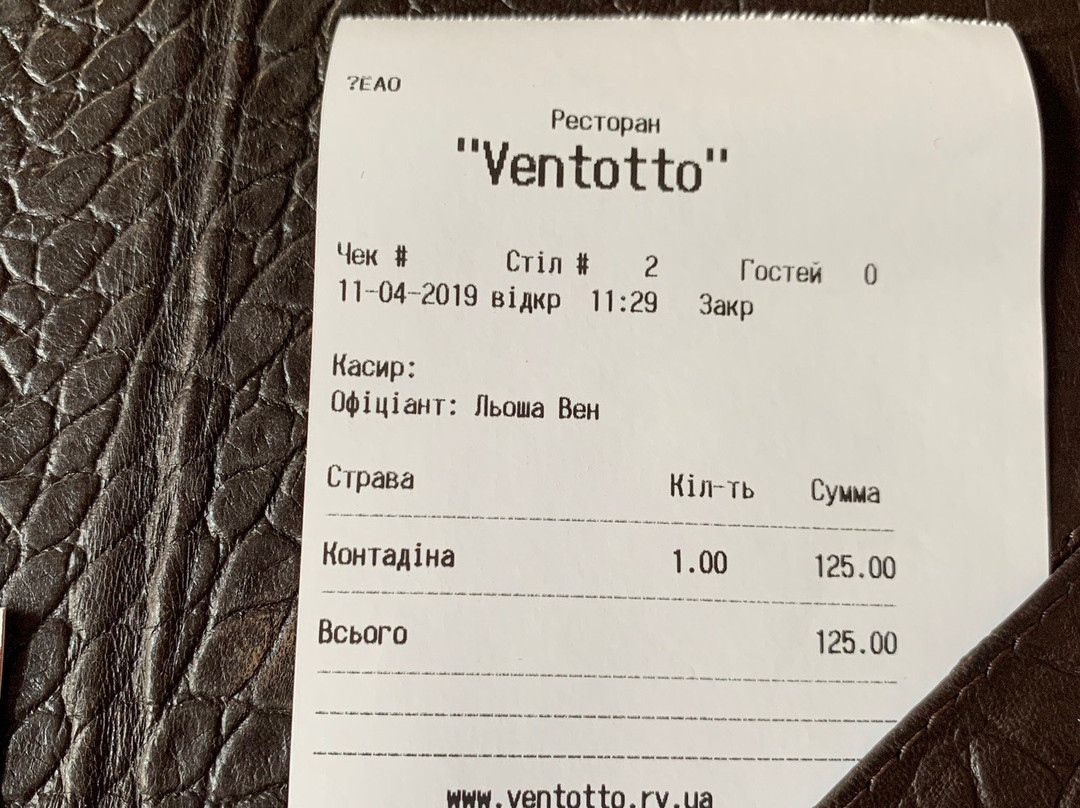 ?ЕАО
Ресторан
"Ventotto"
Чек # Стіл # 2 Гостей 0
11-04-2019 відкр 11:29 Закр
Касир:
Офіціант: Льоша Вен
Страва Кіл-ть Сумма
Контадіна 1.00 125.00
Всього 125.00
www.ventotto.rv.ua